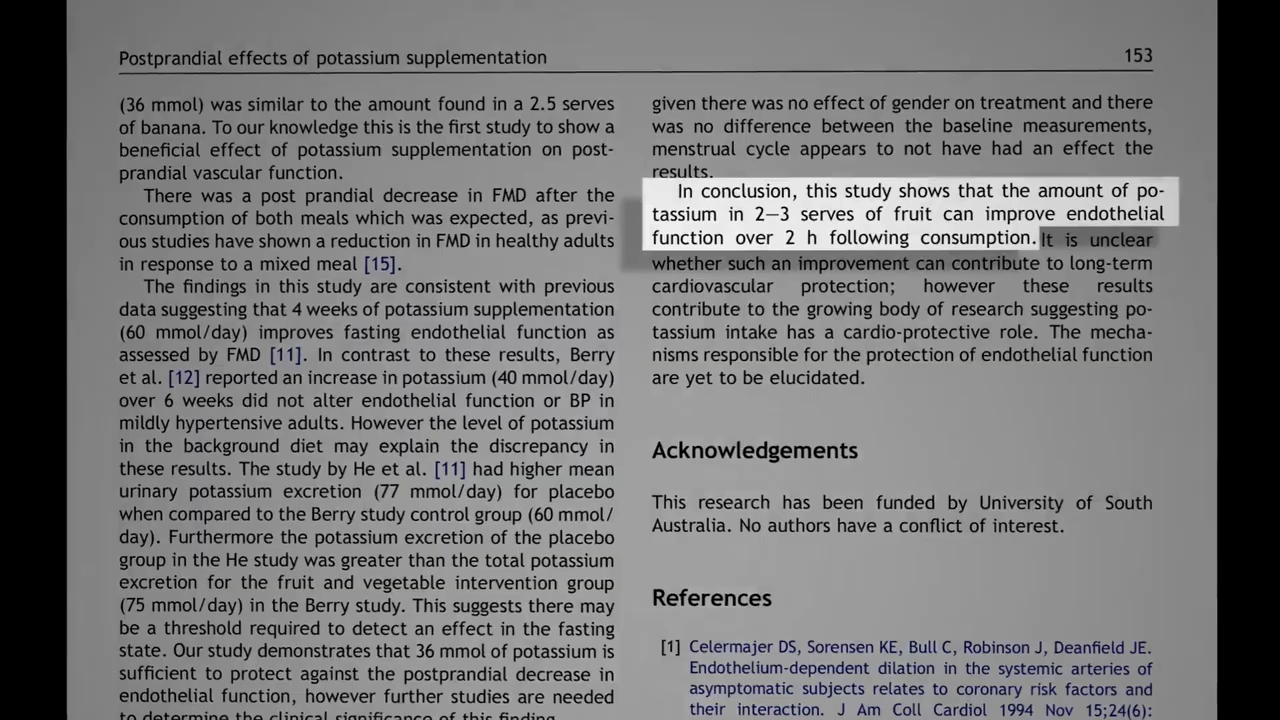 Postprandial effects of potassium supplementation
153
(36 mmol) was similar to the amount found in a 2.5 serves
of banana. To our knowledge this is the first study to show a
beneficial effect of potassium supplementation on post-
prandial vascular function.
There was a post prandial decrease in FMD after the
consumption of both meals which was expected, as previ-
ous studies have shown a reduction in FMD in healthy adults
in response to a mixed meal [15].
The findings in this study are consistent with previous
data suggesting that 4 weeks of potassium supplementation
(60 mmol/day) improves fasting endothelial function as
assessed by FMD [11]. In contrast to these results, Berry
et al. [12] reported an increase in potassium (40 mmol/day)
over 6 weeks did not alter endothelial function or BP in
mildly hypertensive adults. However the level of potassium
in the background diet may explain the discrepancy in
these results. The study by He et al. [11] had higher mean
urinary potassium excretion (77 mmol/day) for placebo
when compared to the Berry study control group (60 mmol/
day). Furthermore the potassium excretion of the placebo
group in the He study was greater than the total potassium
excretion for the fruit and vegetable intervention group
(75 mmol/day) in the Berry study. This suggests there may
be a threshold required to detect an effect in the fasting
state. Our study demonstrates that 36 mmol of potassium is
sufficient to protect against the postprandial decrease in
endothelial function, however further studies are needed
to determine the clinical significance of this finding.
given there was no effect of gender on treatment and there
was no difference between the baseline measurements,
menstrual cycle appears to not have had an effect the
results.
In conclusion, this study shows that the amount of po-
tassium in 2–3 serves of fruit can improve endothelial
function over 2 h following consumption. It is unclear
whether such an improvement can contribute to long-term
cardiovascular protection; however these results
contribute to the growing body of research suggesting po-
tassium intake has a cardio-protective role. The mecha-
nisms responsible for the protection of endothelial function
are yet to be elucidated.
Acknowledgements
This research has been funded by University of South
Australia. No authors have a conflict of interest.
References
[1] Celermajer DS, Sorensen KE, Bull C, Robinson J, Deanfield JE.
Endothelium-dependent dilation in the systemic arteries of
asymptomatic subjects relates to coronary risk factors and
their interaction. J Am Coll Cardiol 1994 Nov 15;24(6):